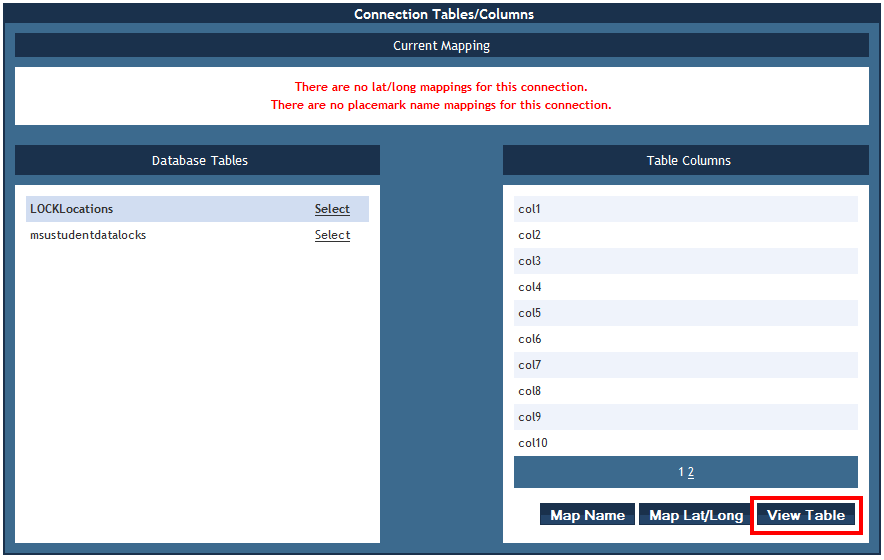 Connection Tables/Columns
Current Mapping
There are no lat/long mappings for this connection.
There are no placemark name mappings for this connection.
Database Tables
LOCKLocations Select
msustudentdatalocks Select
Table Columns
col1
col2
col3
col4
col5
col6
col7
col8
col9
col10
1 2
Map Name Map Lat/Long View Table